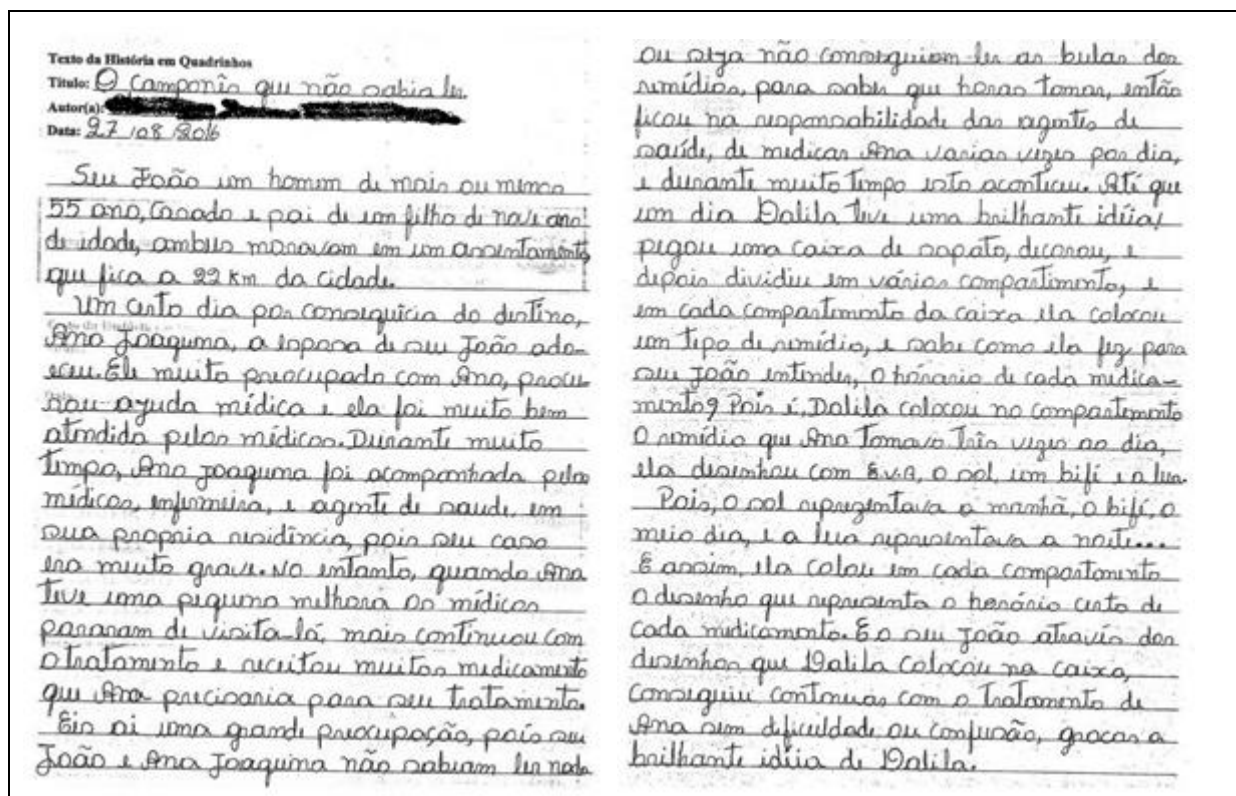 Texto da História em Quadrinhos
Título: O Camponês que não sabia ler.
Autor(a):
Data: 27/08/2016
Seu João um homem de mais ou menos
55 ano, Casado e pai de um filho de nove ano
de idade, ambus moravam em um assentamento
que fica a 22 km da cidade.
Um certo dia por consequîcia do destino,
Ana Joaquina, a esposa de seu João ado-
eceu. Ele muito preocupado com Ana, procu-
rou ayuda médica e ela foi muito bem
atendida pelos médicos. Durante muito
tempo, Ana Joaquina foi acompanhada pelos
médicos, enfermeira, e agente de saude, em
sua propria residência, pois seu caso
era muito grave. No entanto, quando Ana
teve uma piquena melhora os médicos
pararam de visita-lá, mais continuou com
o tratamento e receitou muitos medicamento
que Ana precisaria para seu tratamento.
Eis ai uma grande preocupação, pois seu
João e Ana Joaquina não sabiam ler nada
ou seja não conseguiam ler as bulas dos
remédios, para saber que horas tomar, então
ficou na responsabilidade das agentes de
saúde, de medicar Ana varias vezes por dia,
e durante muito tempo isto aconteceu. Até que
um dia Dalila teve uma brilhante idéia!
pegou uma caixa de sapato, decorou, e
depois dividiu em vários compartimento, e
em cada compartimento da caixa ela colocou
um tipo de remédio, e sabe como ela fez para
seu João entender, o horario de cada medica-
mento? Pois é, Dalila colocou no compartemento
O remédio que Ana Tomava três vezes ao dia,
ela desenhou com E.V.A, o sol, um bifé e a lua.
Pois, o sol reprezentava a manhã, o bifé, o
meio dia, e a lua representava a noite...
E assim, ela colou em cada compartomento
o desenho que representa o horário certo de
cada medicamento. E o seu João através dos
desenhos que Dalila colocou na caixa,
conseguiu continuar com o tratamento de
Ana sem dificuldade ou confusão, graças a
brilhante idéia de Dalila.